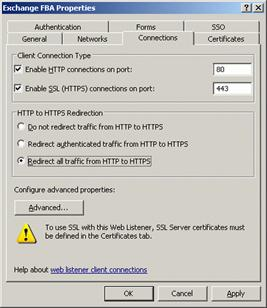 Exchange FBA Properties
Authentication Forms SSO
General Networks Connections Certificates
Client Connection Type
Enable HTTP connections on port: 80
Enable SSL (HTTPS) connections on port: 443
HTTP to HTTPS Redirection
Do not redirect traffic from HTTP to HTTPS
Redirect authenticated traffic from HTTP to HTTPS
Redirect all traffic from HTTP to HTTPS
Configure advanced properties:
Advanced...
To use SSL with this Web Listener, SSL Server certificates must
be defined in the Certificates tab.
Help about web listener client connections
OK Cancel Apply